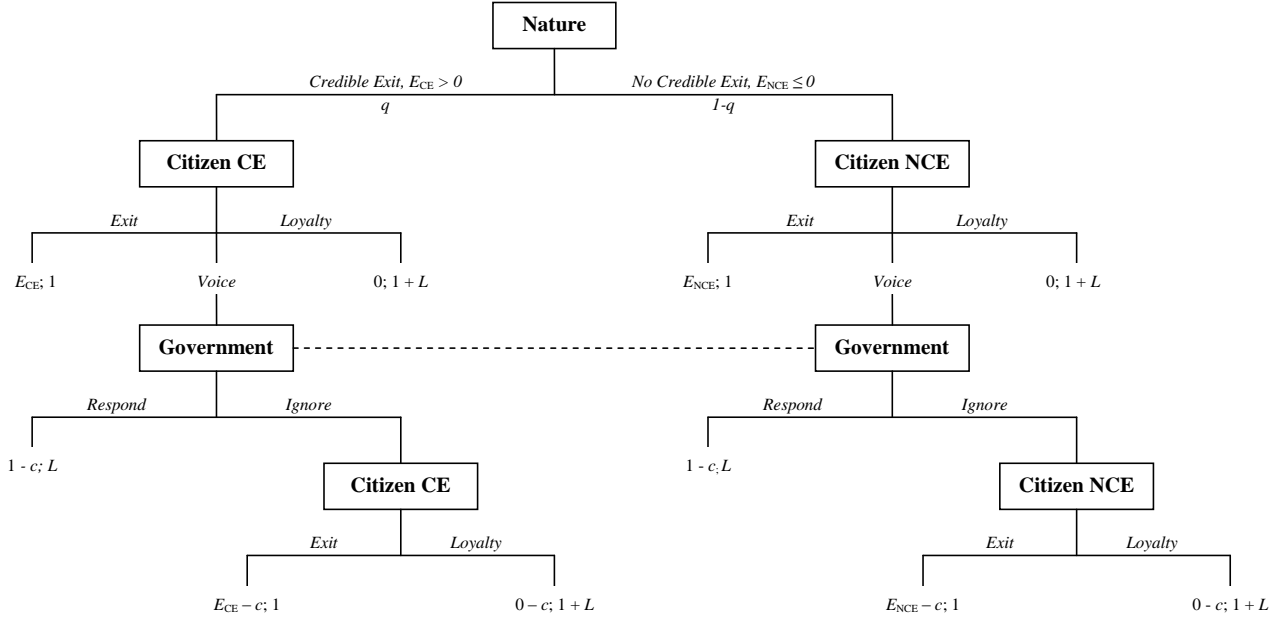 Nature
Credible Exit, E_CE > 0 No Credible Exit, E_NCE ≤ 0
q 1-q
Citizen CE Citizen NCE
Exit Loyalty Exit Loyalty
E_CE; 1 Voice 0; 1 + L E_NCE; 1 Voice 0; 1 + L
Government Government
Respond Ignore Respond Ignore
1 - c; L 1 - c; L
Citizen CE Citizen NCE
Exit Loyalty Exit Loyalty
E_CE – c; 1 0 – c; 1 + L E_NCE – c; 1 0 - c; 1 + L